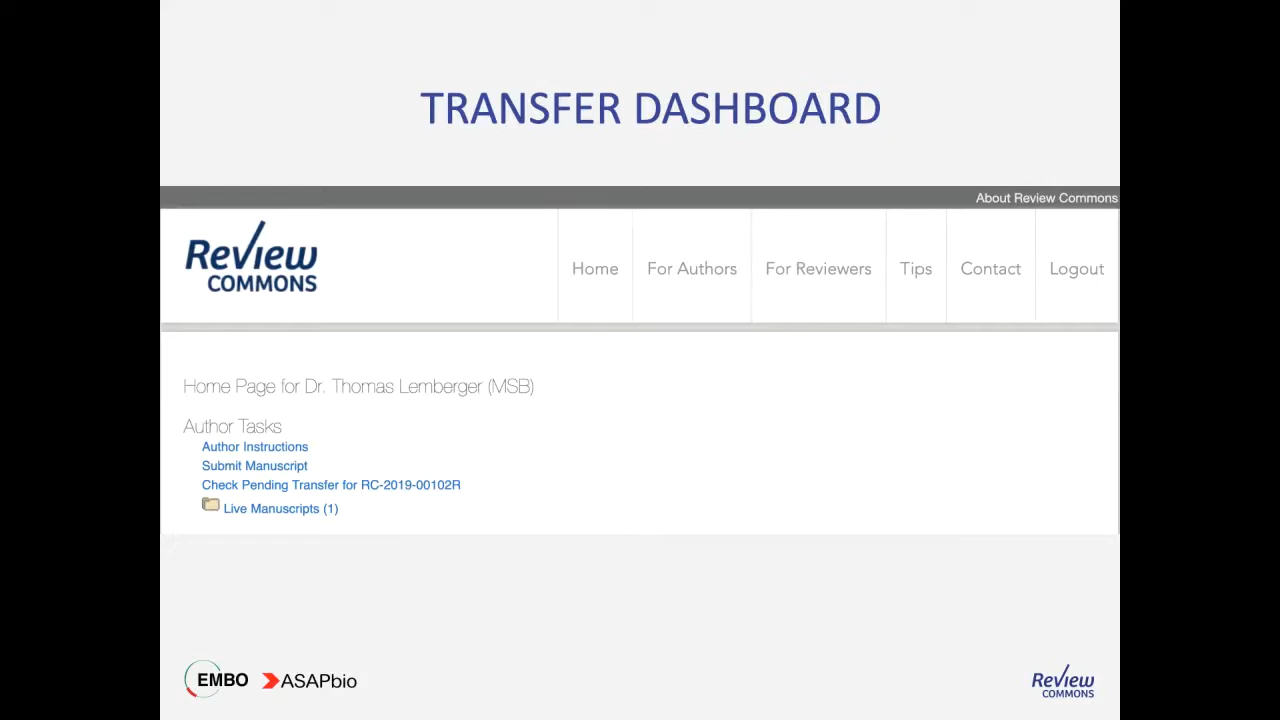 TRANSFER DASHBOARD
About Review Commons
Review
COMMONS
Home
For Authors
For Reviewers
Tips
Contact
Logout
Home Page for Dr. Thomas Lemberger (MSB)
Author Tasks
Author Instructions
Submit Manuscript
Check Pending Transfer for RC-2019-00102R
Live Manuscripts (1)
EMBO
ASAPbio
Review
COMMONS